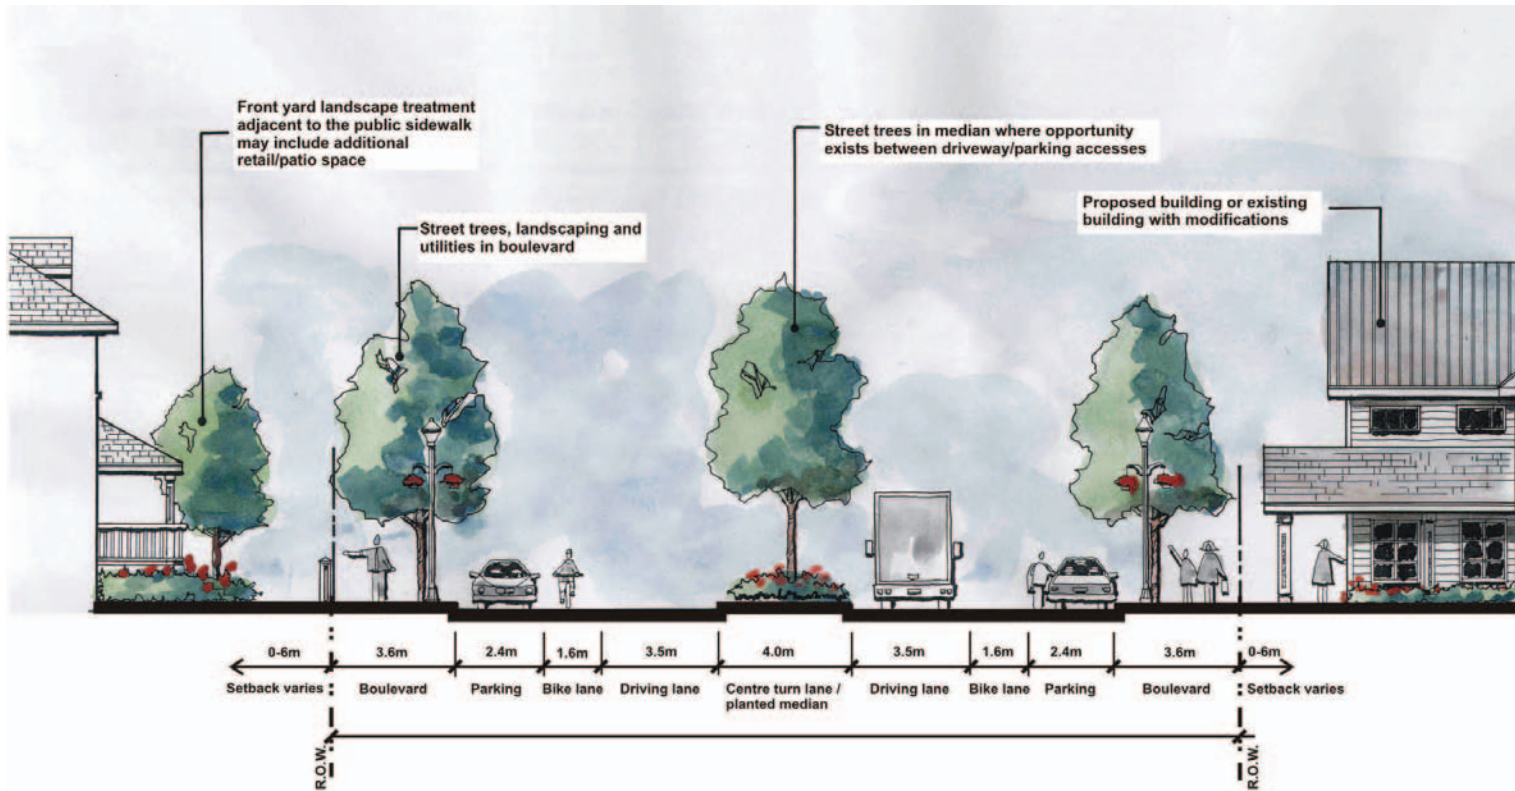 Front yard landscape treatment
adjacent to the public sidewalk
may include additional
retail/patio space
Street trees in median where opportunity
exists between driveway/parking accesses
Proposed building or existing
building with modifications
Street trees, landscaping and
utilities in boulevard
0-6m 3.6m 2.4m 1.6m 3.5m 4.0m 3.5m 1.6m 2.4m 3.6m 0-6m
Setback varies Boulevard Parking Bike lane Driving lane Centre turn lane / Driving lane Bike lane Parking Boulevard Setback varies
planted median
R.O.W. R.O.W.